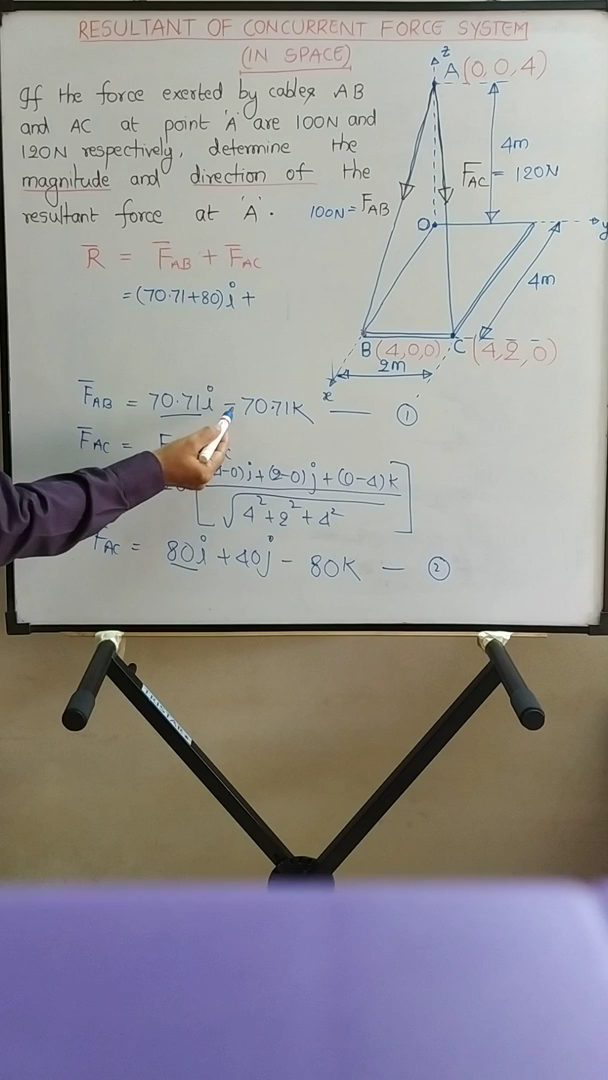 RESULTANT OF CONCURRENT FORCE SYSTEM
(IN SPACE)
If the force exerted by cables AB
and AC at point 'A' are 100N and
120N respectively, determine the
magnitude and direction of the
resultant force at 'A'.
R̅ = F̅AB + F̅AC
= (70.71+80)i +
z
A(0,0,4)
4m
F̅AC = 120N
100N = F̅AB
O
y
4m
B(4,0,0)
C(4,2,0)
2m
x
F̅AB = 70.71i - 70.71K — ①
F̅AC =
-0)i+(2-0)j+(0-4)k
√4²+2²+4²
F̅AC = 80i + 40j - 80K — ②